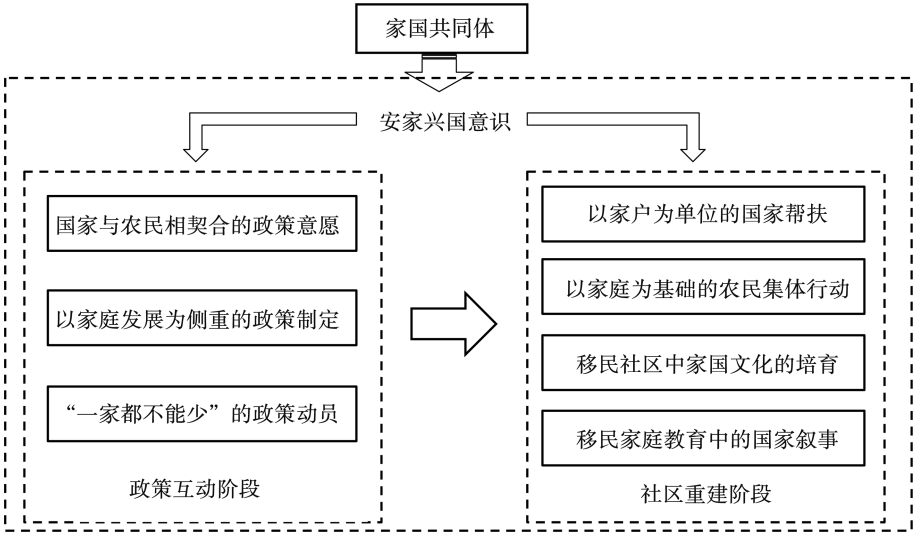 家国共同体
安家兴国意识
国家与农民相契合的政策意愿
以家庭发展为侧重的政策制定
“一家都不能少”的政策动员
政策互动阶段
以家户为单位的国家帮扶
以家庭为基础的农民集体行动
移民社区中家国文化的培育
移民家庭教育中的国家叙事
社区重建阶段